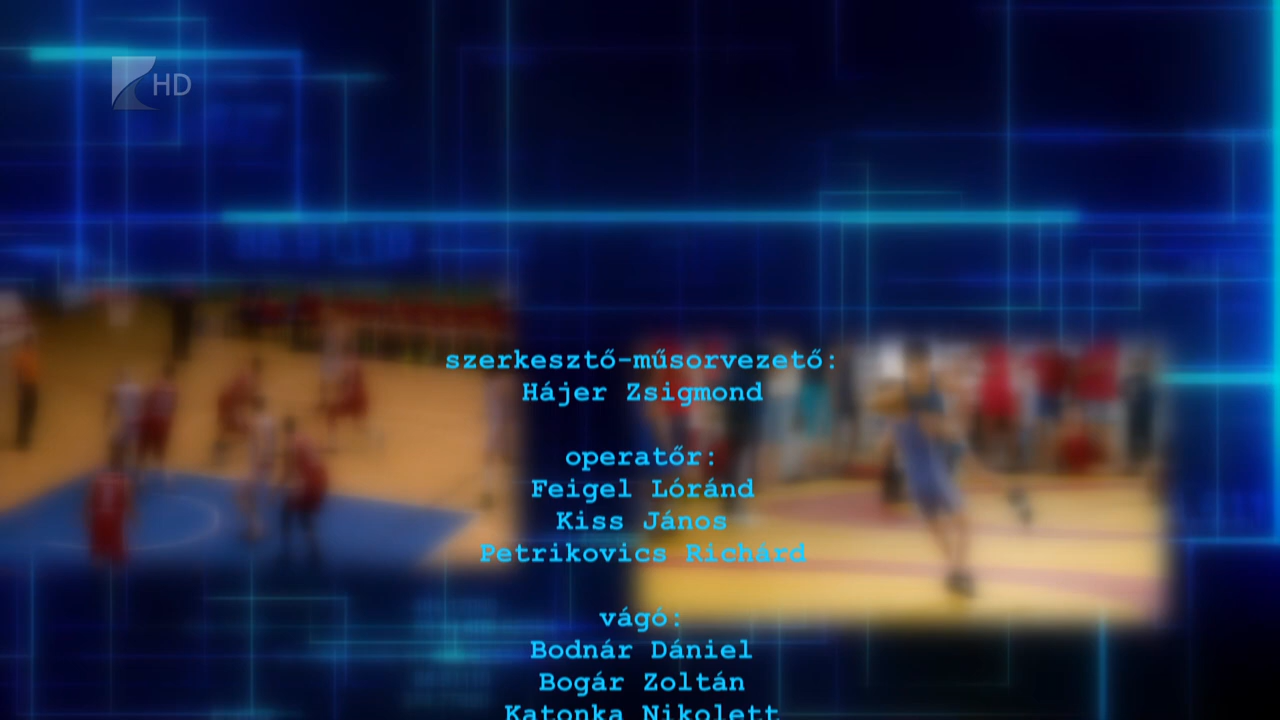 HD
szerkesztő-műsorvezető:
Hájer Zsigmond
operatőr:
Feigel Lóránd
Kiss János
Petrikovics Richárd
vágó:
Bodnár Dániel
Bogár Zoltán
Katonka Nikolett